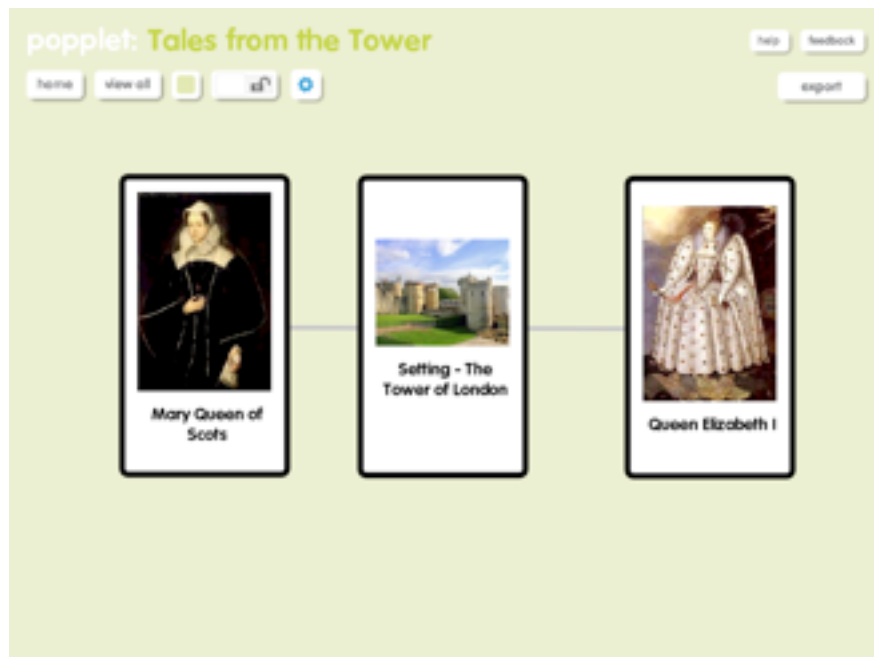 popplet: Tales from the Tower
help feedback
home view all
export
Mary Queen of
Scots
Setting - The
Tower of London
Queen Elizabeth I